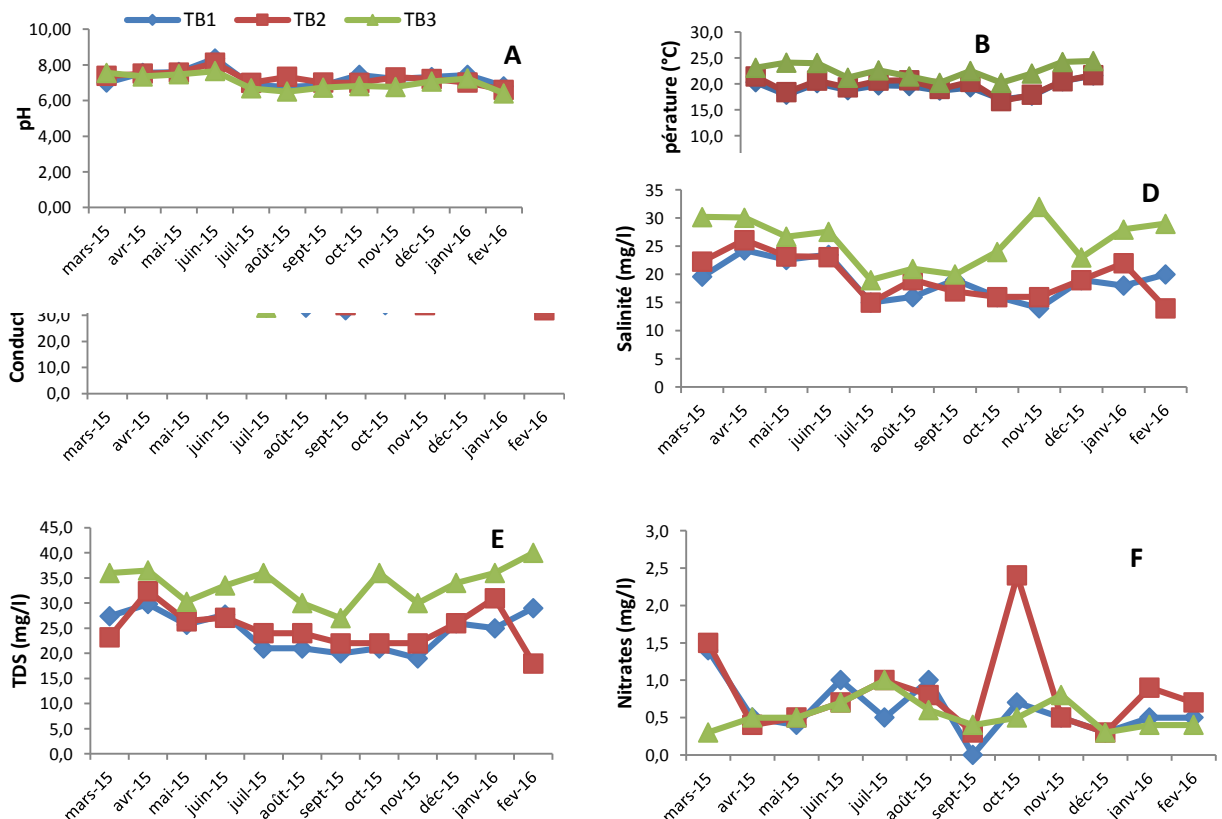 TB1 TB2 TB3
A
pH
10,00
8,00
6,00
4,00
2,00
0,00
mars-15 avr-15 mai-15 juin-15 juil-15 août-15 sept-15 oct-15 nov-15 déc-15 janv-16 fev-16
B
pérature (°C)
30,0
25,0
20,0
15,0
10,0
Conducl
30,0
20,0
10,0
0,0
mars-15 avr-15 mai-15 juin-15 juil-15 août-15 sept-15 oct-15 nov-15 déc-15 janv-16 fev-16
D
Salinité (mg/l)
35
30
25
20
15
10
5
0
mars-15 avr-15 mai-15 juin-15 juil-15 août-15 sept-15 oct-15 nov-15 déc-15 janv-16 fev-16
E
TDS (mg/l)
45,0
40,0
35,0
30,0
25,0
20,0
15,0
10,0
5,0
0,0
mars-15 avr-15 mai-15 juin-15 juil-15 août-15 sept-15 oct-15 nov-15 déc-15 janv-16 fev-16
F
Nitrates (mg/l)
3,0
2,5
2,0
1,5
1,0
0,5
0,0
mars-15 avr-15 mai-15 juin-15 juil-15 août-15 sept-15 oct-15 nov-15 déc-15 janv-16 fev-16